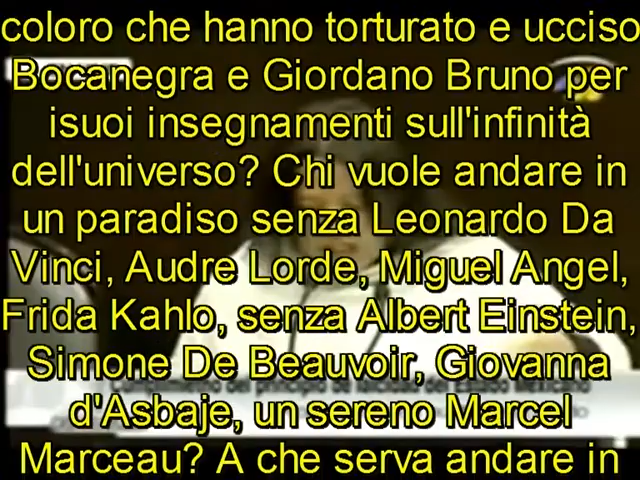 coloro che hanno torturato e ucciso
Bocanegra e Giordano Bruno per
isuoi insegnamenti sull'infinità
dell'universo? Chi vuole andare in
un paradiso senza Leonardo Da
Vinci, Audre Lorde, Miguel Angel,
Frida Kahlo, senza Albert Einstein,
Simone De Beauvoir, Giovanna
d'Asbaje, un sereno Marcel
Marceau? A che serva andare in